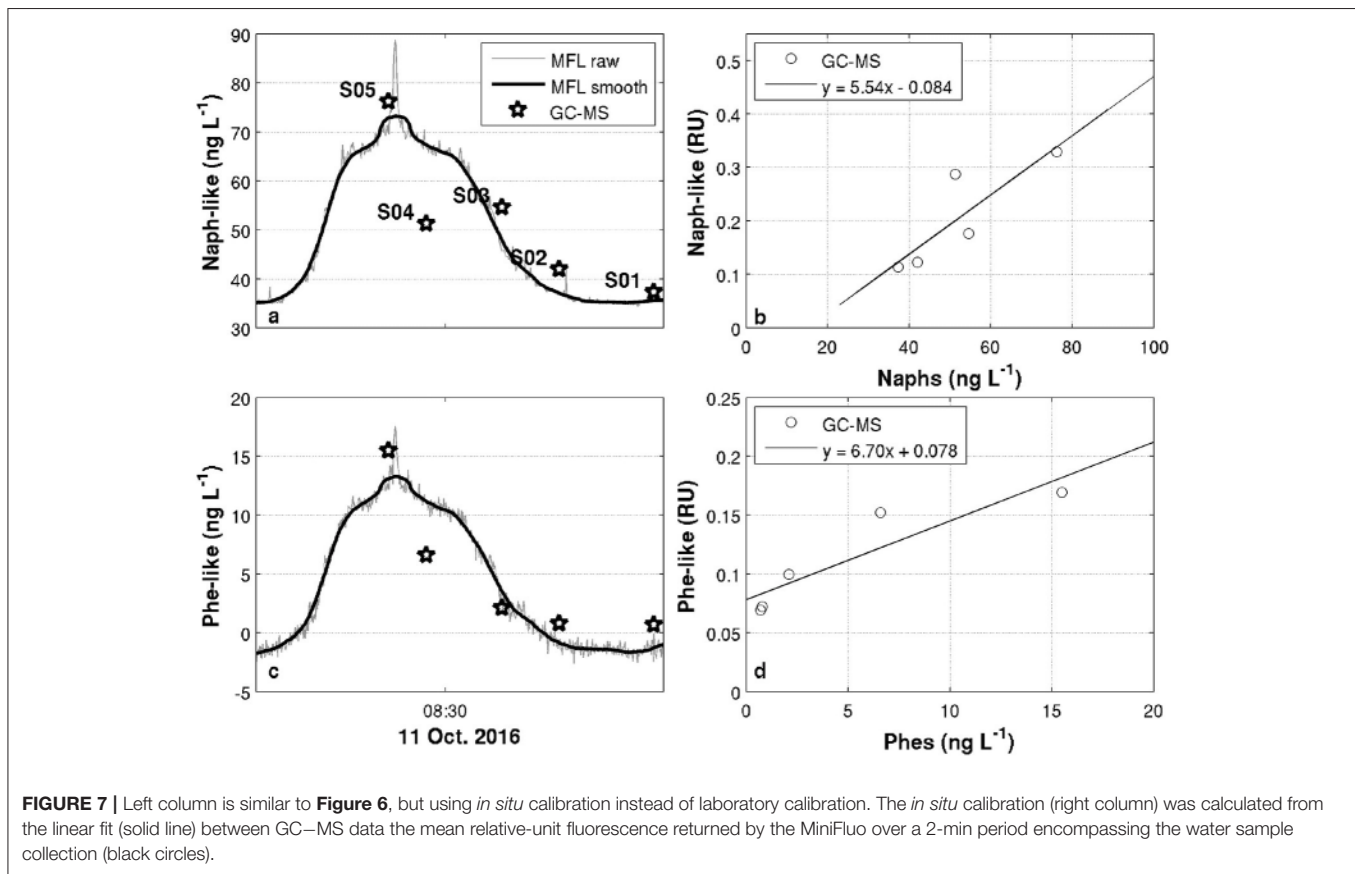 90
80
70
60
50
40
30
Naph-like (ng L⁻¹)
MFL raw
MFL smooth
GC-MS
S05
S04
S03
S02
S01
a
0.5
0.4
0.3
0.2
0.1
0
Naph-like (RU)
GC-MS
y = 5.54x - 0.084
b
0 20 40 60 80 100
Naphs (ng L⁻¹)
20
15
10
5
0
-5
Phe-like (ng L⁻¹)
c
08:30
11 Oct. 2016
0.25
0.2
0.15
0.1
0.05
0
Phe-like (RU)
GC-MS
y = 6.70x + 0.078
d
0 5 10 15 20
Phes (ng L⁻¹)
FIGURE 7 | Left column is similar to Figure 6, but using in situ calibration instead of laboratory calibration. The in situ calibration (right column) was calculated from
the linear fit (solid line) between GC–MS data the mean relative-unit fluorescence returned by the MiniFluo over a 2-min period encompassing the water sample
collection (black circles).